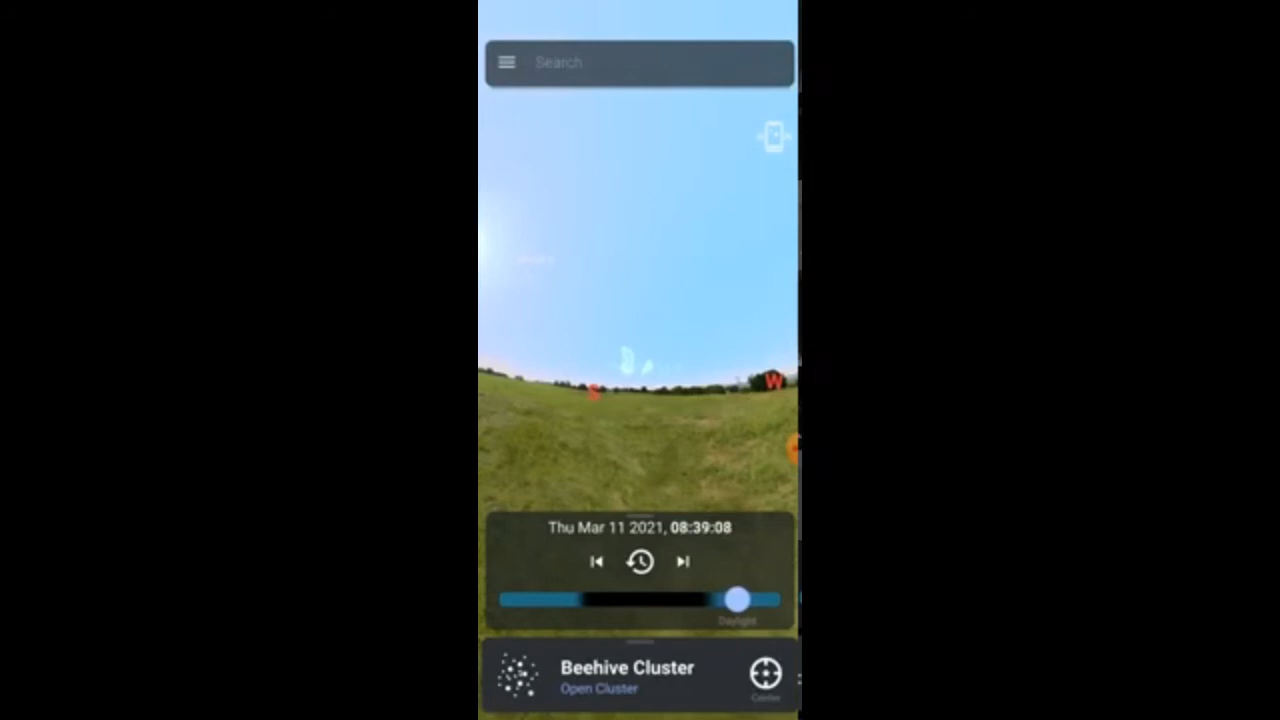 Search
S
W
Thu Mar 11 2021, 08:39:08
Daylight
Beehive Cluster
Open Cluster
Center